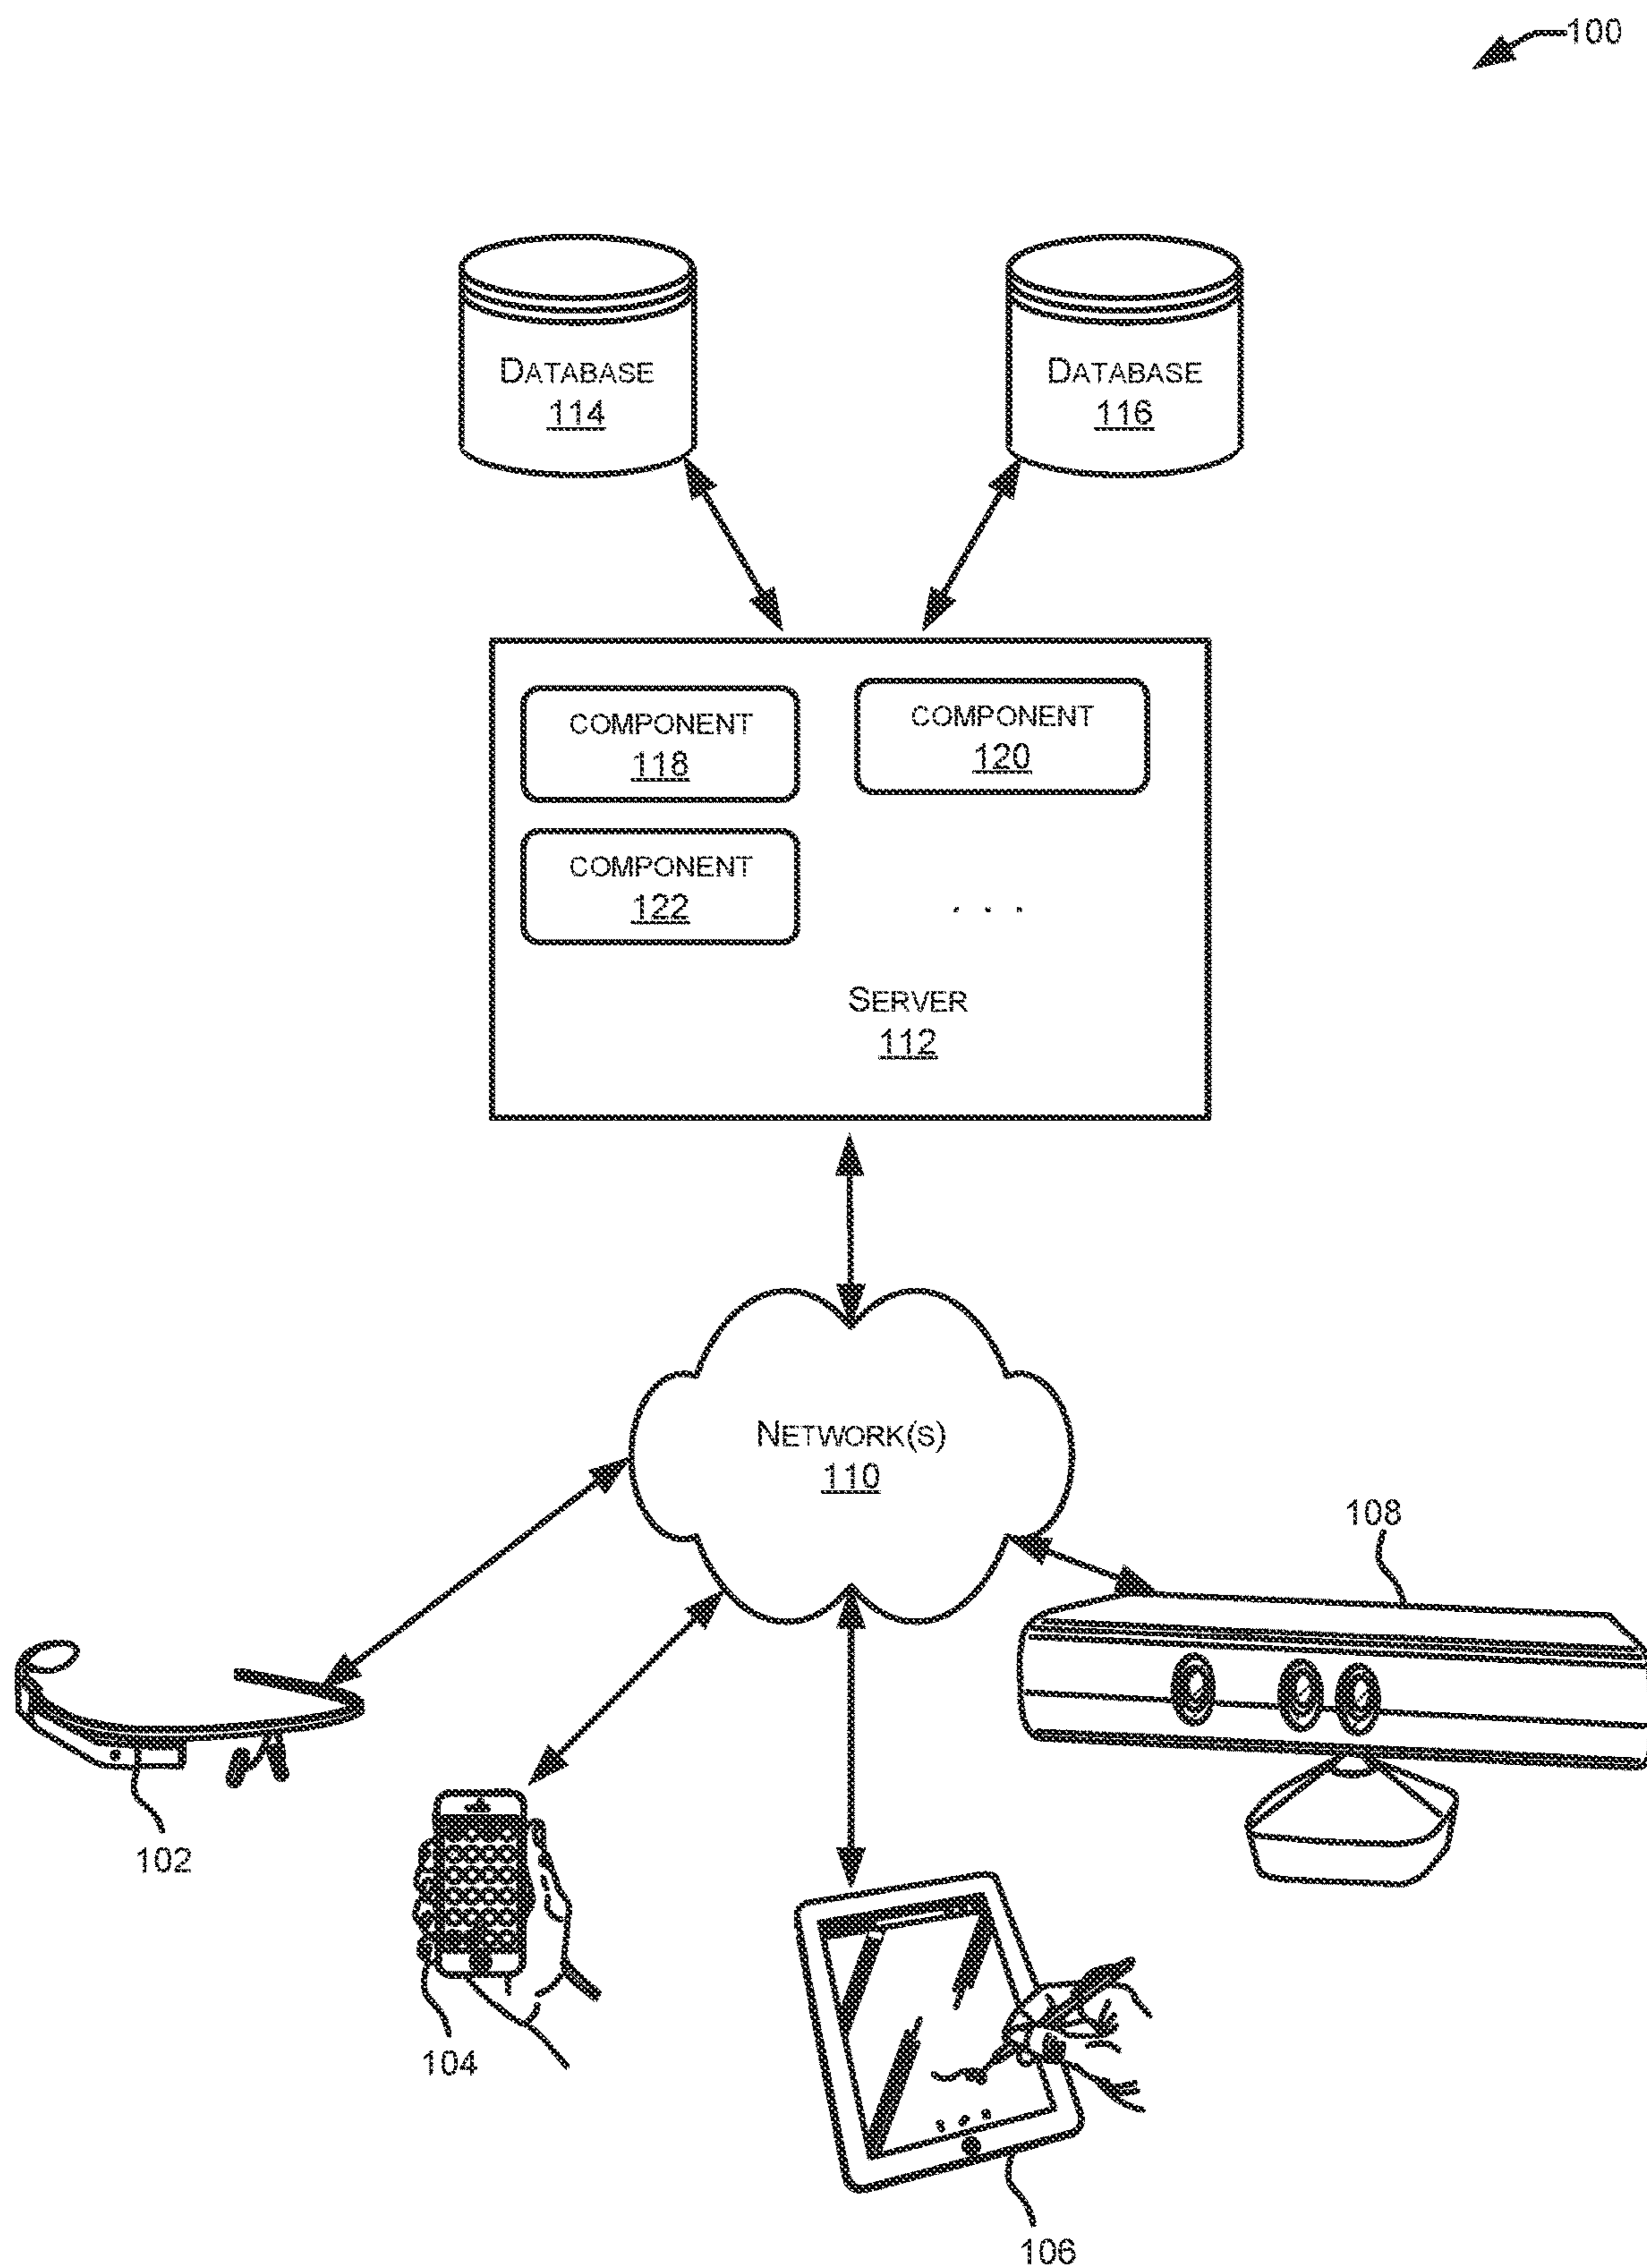 100
DATABASE
114
DATABASE
116
COMPONENT
118
COMPONENT
120
COMPONENT
122
. . .
SERVER
112
NETWORK(S)
110
108
102
104
106